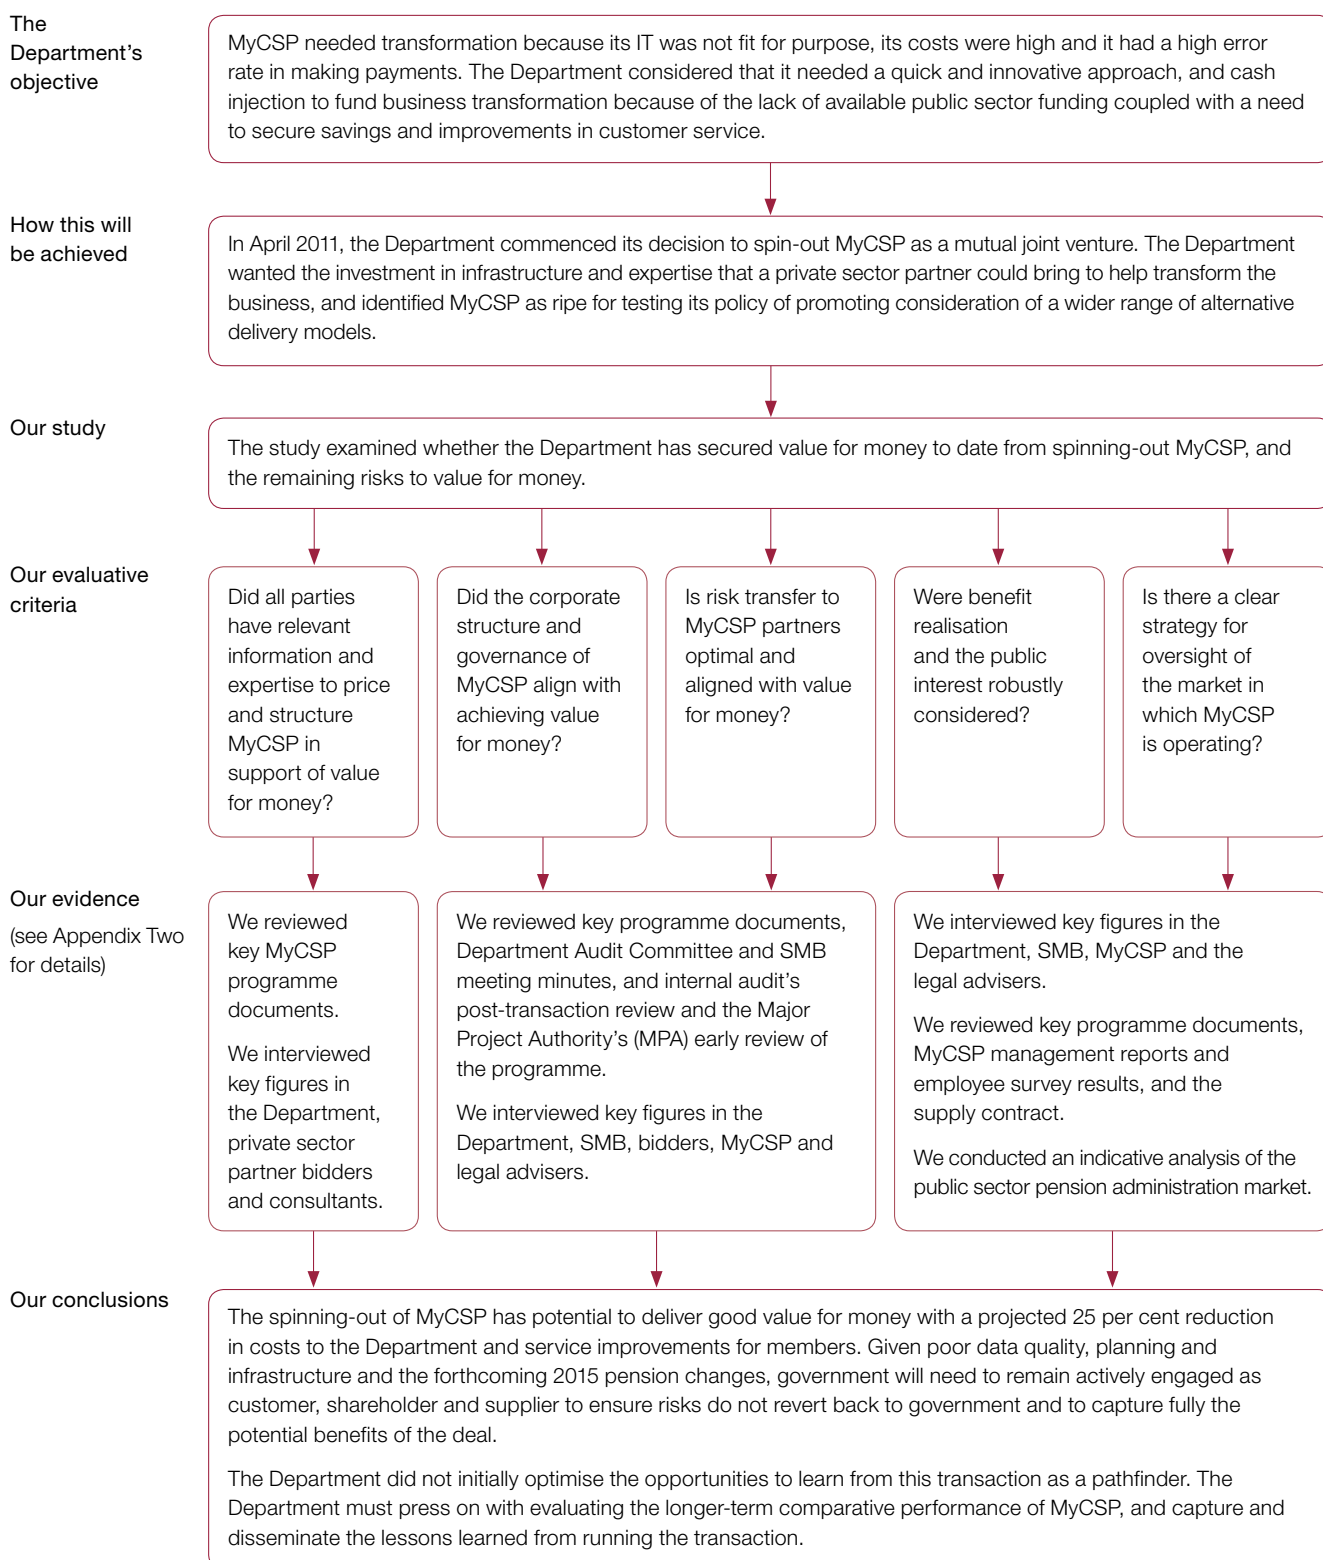 The
Department’s
objective
MyCSP needed transformation because its IT was not fit for purpose, its costs were high and it had a high error
rate in making payments. The Department considered that it needed a quick and innovative approach, and cash
injection to fund business transformation because of the lack of available public sector funding coupled with a need
to secure savings and improvements in customer service.
How this will
be achieved
In April 2011, the Department commenced its decision to spin-out MyCSP as a mutual joint venture. The Department
wanted the investment in infrastructure and expertise that a private sector partner could bring to help transform the
business, and identified MyCSP as ripe for testing its policy of promoting consideration of a wider range of alternative
delivery models.
Our study
The study examined whether the Department has secured value for money to date from spinning-out MyCSP, and
the remaining risks to value for money.
Our evaluative
criteria
Did all parties
have relevant
information and
expertise to price
and structure
MyCSP in
support of value
for money?
Did the corporate
structure and
governance of
MyCSP align with
achieving value
for money?
Is risk transfer to
MyCSP partners
optimal and
aligned with value
for money?
Were benefit
realisation
and the public
interest robustly
considered?
Is there a clear
strategy for
oversight of
the market in
which MyCSP
is operating?
Our evidence
(see Appendix Two
for details)
We reviewed
key MyCSP
programme
documents.
We interviewed
key figures in
the Department,
private sector
partner bidders
and consultants.
We reviewed key programme documents,
Department Audit Committee and SMB
meeting minutes, and internal audit’s
post-transaction review and the Major
Project Authority’s (MPA) early review of
the programme.
We interviewed key figures in the
Department, SMB, bidders, MyCSP and
legal advisers.
We interviewed key figures in the
Department, SMB, MyCSP and the
legal advisers.
We reviewed key programme documents,
MyCSP management reports and
employee survey results, and the
supply contract.
We conducted an indicative analysis of the
public sector pension administration market.
Our conclusions
The spinning-out of MyCSP has potential to deliver good value for money with a projected 25 per cent reduction
in costs to the Department and service improvements for members. Given poor data quality, planning and
infrastructure and the forthcoming 2015 pension changes, government will need to remain actively engaged as
customer, shareholder and supplier to ensure risks do not revert back to government and to capture fully the
potential benefits of the deal.
The Department did not initially optimise the opportunities to learn from this transaction as a pathfinder. The
Department must press on with evaluating the longer-term comparative performance of MyCSP, and capture and
disseminate the lessons learned from running the transaction.